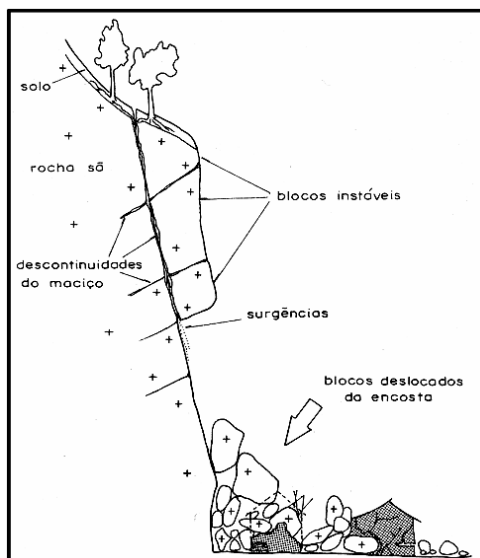 solo
rocha sã
blocos instáveis
descontinuidades
do maciço
surgências
blocos deslocados
da encosta